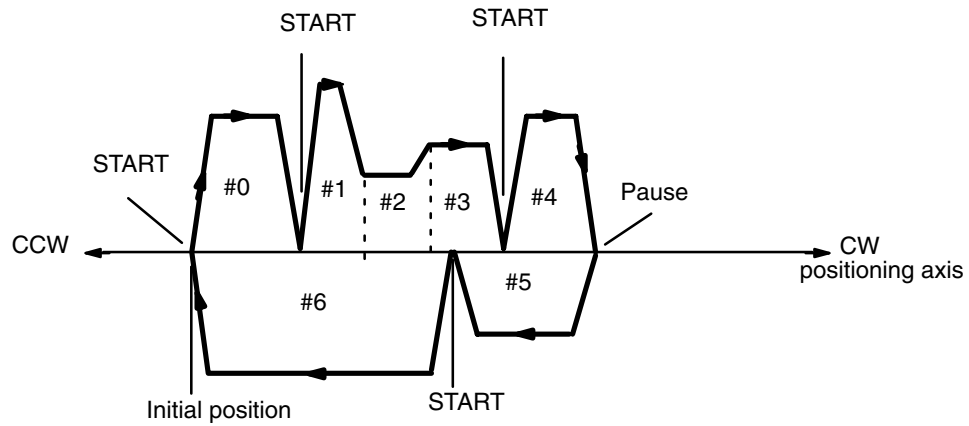 START
START
START
#0
#1
#2
#3
#4
Pause
CCW
CW
positioning axis
#5
#6
Initial position
START